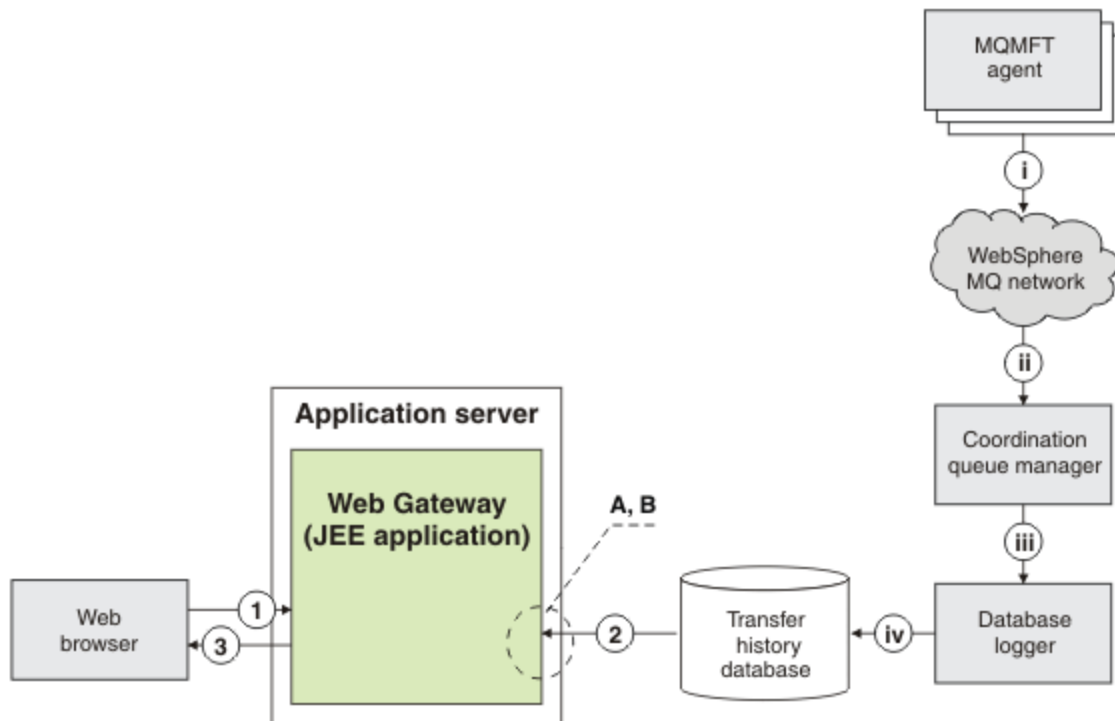 MQMFT
agent
i
WebSphere
MQ network
ii
Application server
Coordination
queue manager
Web Gateway
(JEE application)
A, B
iii
Web
browser
1
3
2
Transfer
history
database
iv
Database
logger